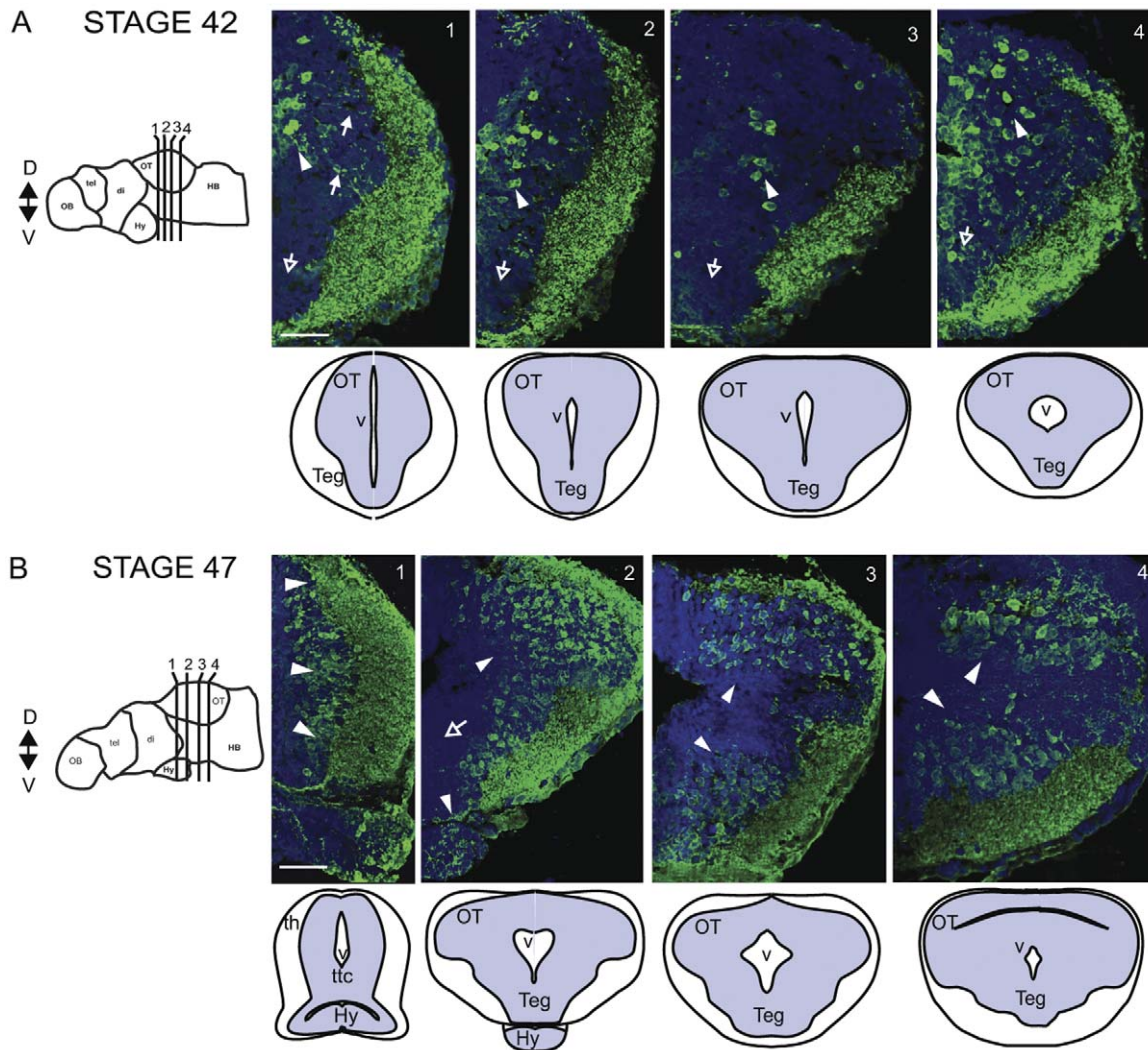 A STAGE 42
1 2 3 4
1 2 3 4
D
V
OB
tel
di
OT
Hy
HB
OT
v
Teg
OT
v
Teg
OT
v
Teg
OT
v
Teg
B STAGE 47
1 2 3 4
1 2 3 4
D
V
OB
tel
di
Hy
OT
HB
th
v
ttc
Hy
OT
v
Teg
Hy
OT
v
Teg
OT
v
Teg